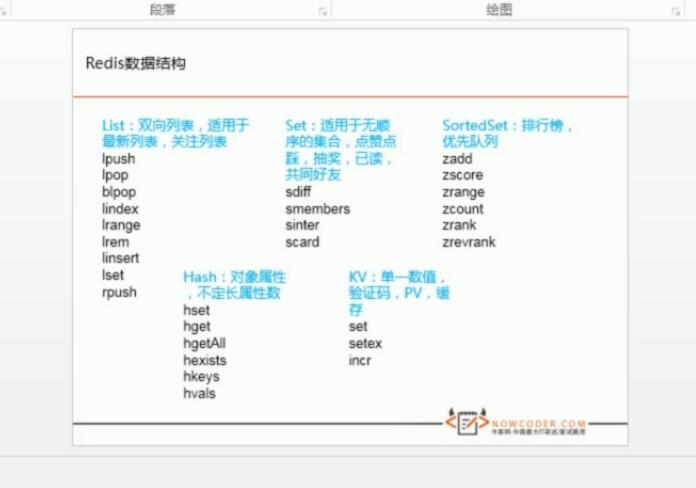 段落
绘图
Redis数据结构
List：双向列表，适用于
最新列表，关注列表
lpush
lpop
blpop
lindex
lrange
lrem
linsert
lset
rpush
Set：适用于无顺
序的集合，点赞点
踩，抽奖，已读，
共同好友
sdiff
smembers
sinter
scard
SortedSet：排行榜，
优先队列
zadd
zscore
zrange
zcount
zrank
zrevrank
Hash：对象属性
，不定长属性数
hset
hget
hgetAll
hexists
hkeys
hvals
KV：单一数值，
验证码，PV，缓
存
set
setex
incr
NOWCODER.COM
牛客网-中国最大IT笔试/面试题库